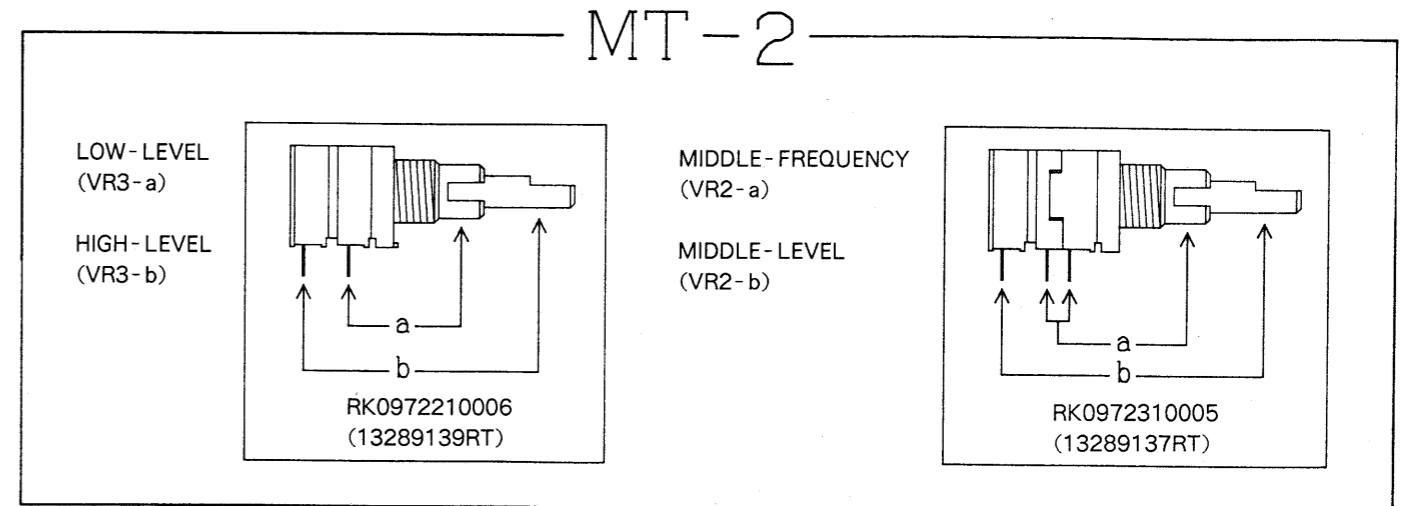 MT-2
LOW-LEVEL
(VR3-a)
HIGH-LEVEL
(VR3-b)
a
b
RK0972210006
(13289139RT)
MIDDLE-FREQUENCY
(VR2-a)
MIDDLE-LEVEL
(VR2-b)
a
b
RK0972310005
(13289137RT)